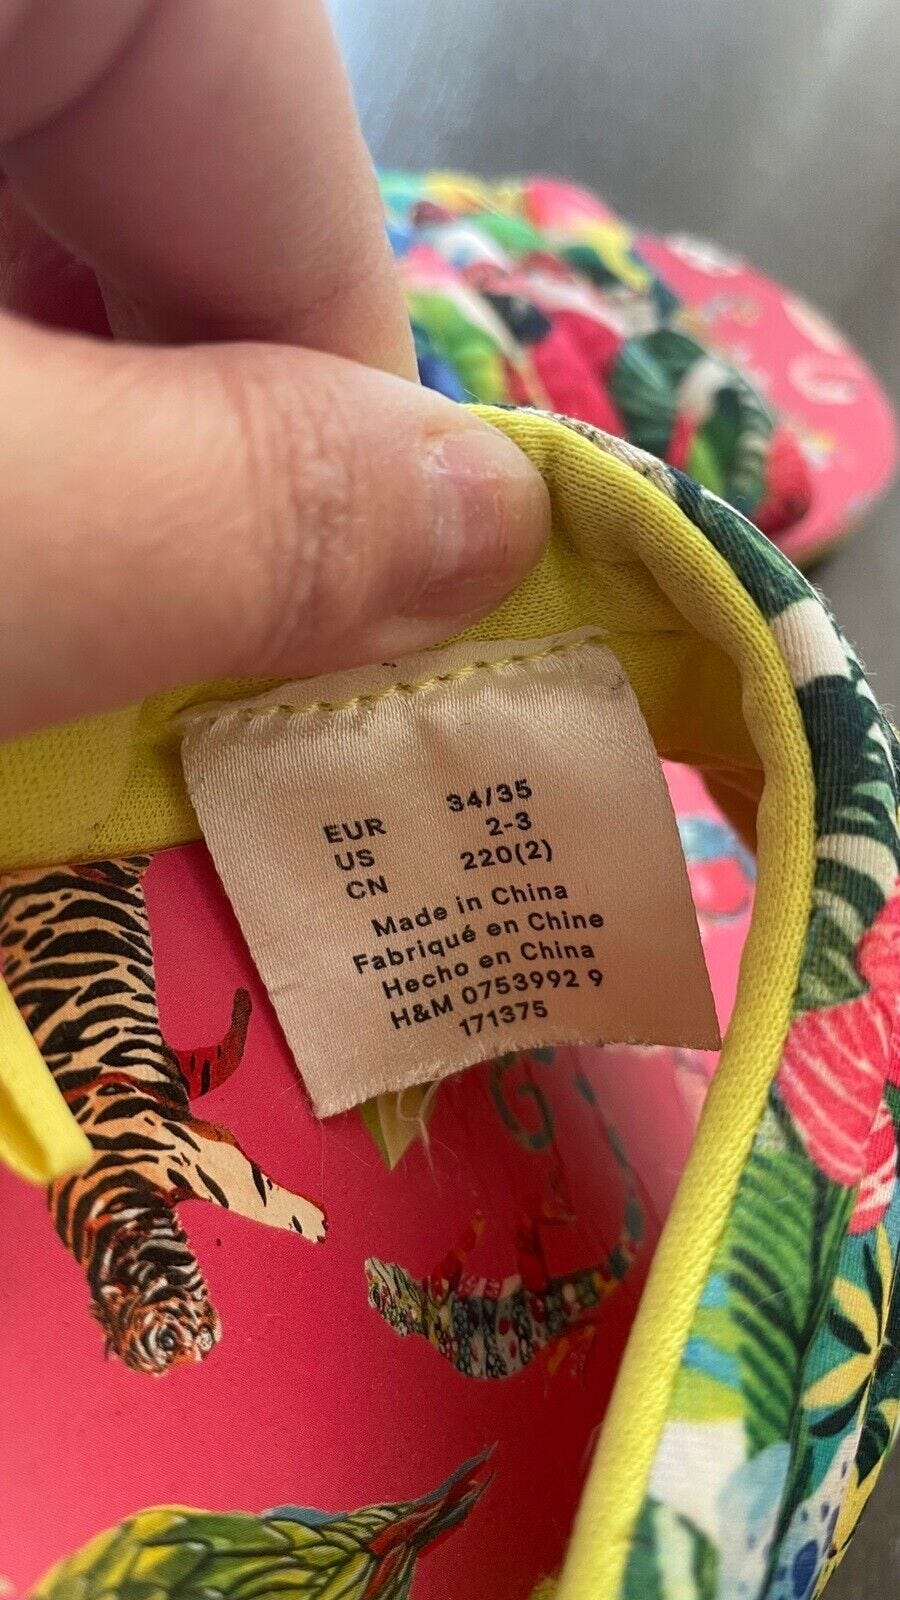 EUR 34/35
US 2-3
CN 220(2)
Made in China
Fabriqué en Chine
Hecho en China
H&M 0753992 9
171375